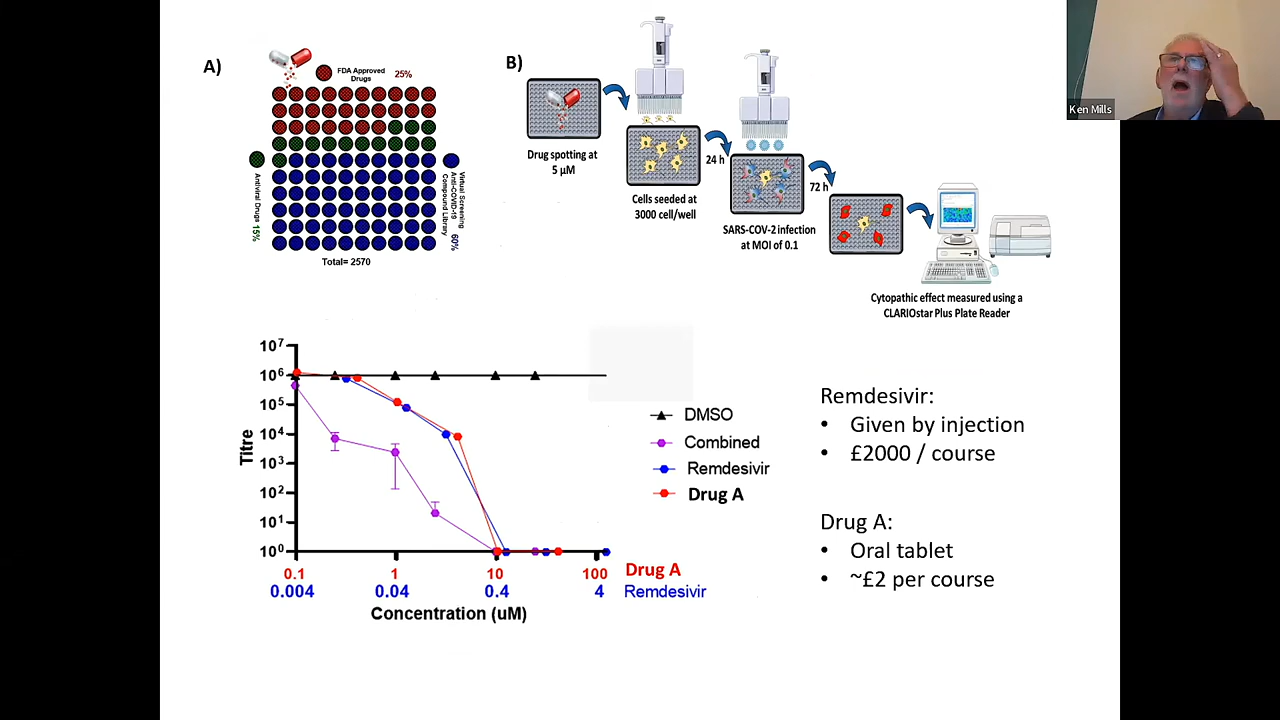 A)
FDA Approved
Drugs
25%
Antiviral Drugs 15%
Virtual Screening
Anti-COVID-19
Compound Library
60%
Total= 2570
B)
Drug spotting at
5 µM
Cells seeded at
3000 cell/well
24 h
SARS-COV-2 infection
at MOI of 0.1
72 h
Cytopathic effect measured using a
CLARIOstar Plus Plate Reader
Ken Mills
Titre
10⁷
10⁶
10⁵
10⁴
10³
10²
10¹
10⁰
0.1 1 10 100 Drug A
0.004 0.04 0.4 4 Remdesivir
Concentration (uM)
DMSO
Combined
Remdesivir
Drug A
Remdesivir:
• Given by injection
• £2000 / course
Drug A:
• Oral tablet
• ~£2 per course